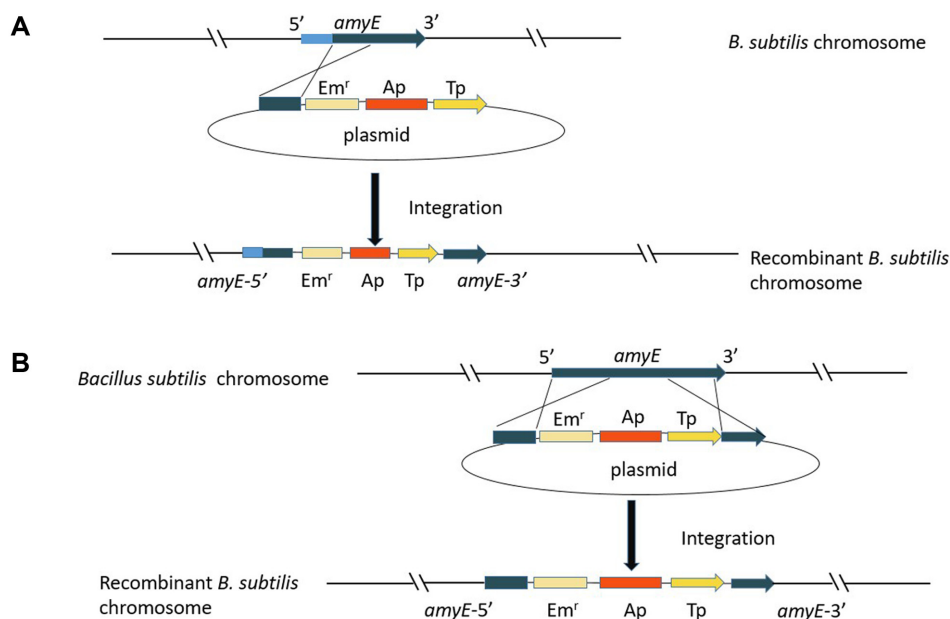 A
5’ amyE 3’
B. subtilis chromosome
Emʳ Ap Tp
plasmid
Integration
amyE-5’ Emʳ Ap Tp amyE-3’
Recombinant B. subtilis
chromosome
B
5’ amyE 3’
Bacillus subtilis chromosome
Emʳ Ap Tp
plasmid
Integration
Recombinant B. subtilis
chromosome
amyE-5’ Emʳ Ap Tp amyE-3’